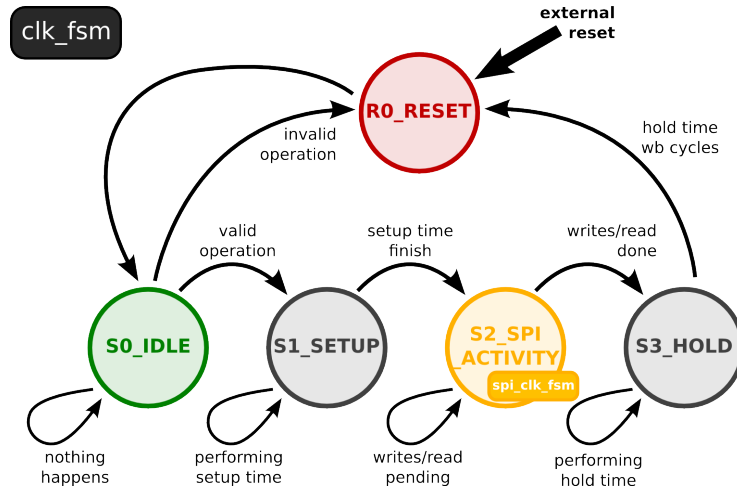 clk_fsm
external
reset
R0_RESET
invalid
operation
hold time
wb cycles
valid
operation
setup time
finish
writes/read
done
S0_IDLE
S1_SETUP
S2_SPI
_ACTIVITY
spi_clk_fsm
S3_HOLD
nothing
happens
performing
setup time
writes/read
pending
performing
hold time